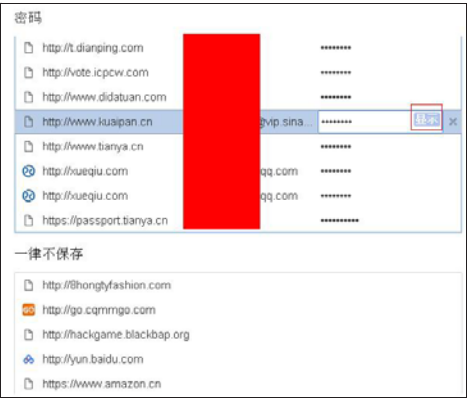 密码
http://t.dianping.com ••••••••
http://vote.icpcw.com ••••••••
http://www.didatuan.com ••••••••
http://www.kuaipan.cn @vip.sina... •••••••• 显示 ×
http://www.tianya.cn ••••••••
http://xueqiu.com qq.com ••••••••
http://xueqiu.com qq.com ••••••••
https://passport.tianya.cn ••••••••••
一律不保存
http://8hongtyfashion.com
GO http://go.cqmmgo.com
http://hackgame.blackbap.org
http://yun.baidu.com
https://www.amazon.cn